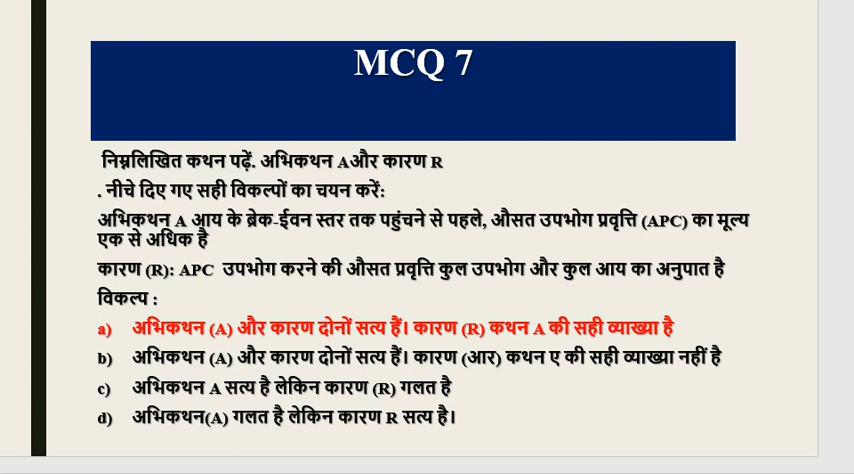 MCQ 7
निम्नलिखित कथन पढ़ें. अभिकथन Aऔर कारण R
. नीचे दिए गए सही विकल्पों का चयन करें:
अभिकथन A आय के ब्रेक-ईवन स्तर तक पहुंचने से पहले, औसत उपभोग प्रवृत्ति (APC) का मूल्य
एक से अधिक है
कारण (R): APC उपभोग करने की औसत प्रवृत्ति कुल उपभोग और कुल आय का अनुपात है
विकल्प :
a) अभिकथन (A) और कारण दोनों सत्य हैं। कारण (R) कथन A की सही व्याख्या है
b) अभिकथन (A) और कारण दोनों सत्य हैं। कारण (आर) कथन ए की सही व्याख्या नहीं है
c) अभिकथन A सत्य है लेकिन कारण (R) गलत है
d) अभिकथन(A) गलत है लेकिन कारण R सत्य है।